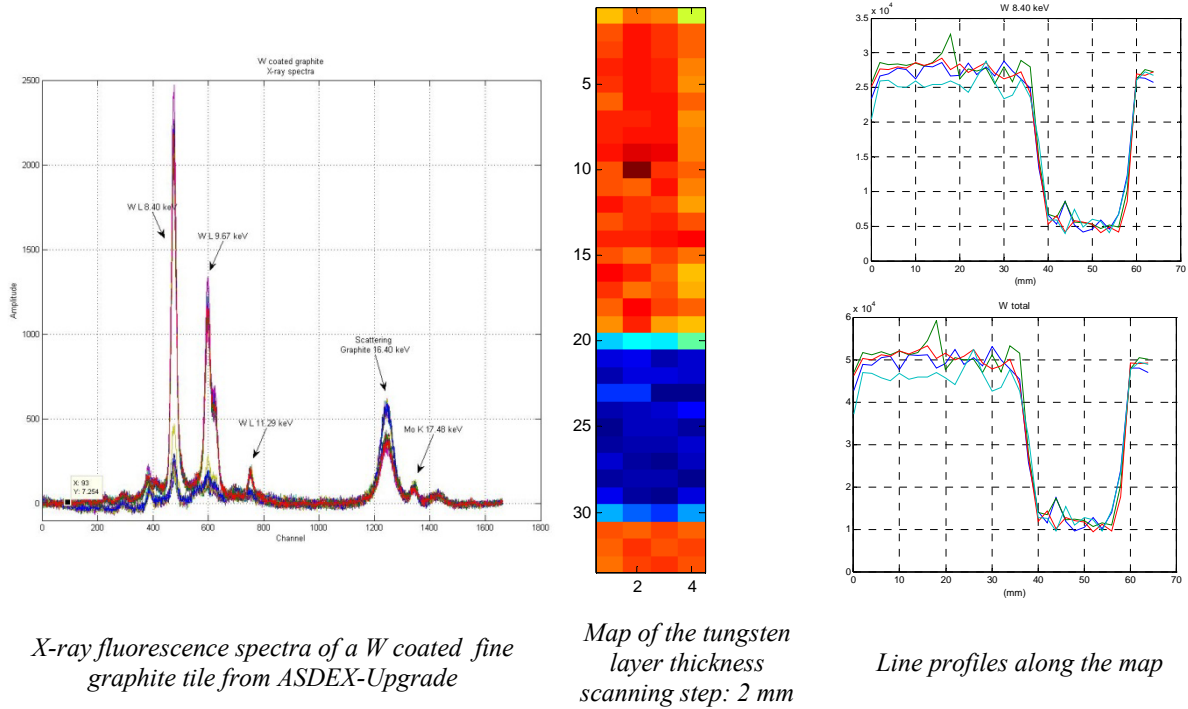 W coated graphite
X-ray spectra
Amplitude
2500
2000
1500
1000
500
0
W L 8.40 keV
W L 9.67 keV
Scattering
Graphite 16.40 keV
W L 11.29 keV
Mo K 17.48 keV
X: 93
Y: 7.254
0 200 400 600 800 1000 1200 1400 1600 1800
Channel
5
10
15
20
25
30
2 4
W 8.40 keV
x 10⁴
3.5
3
2.5
2
1.5
1
0.5
0
0 10 20 30 40 50 60 70
(mm)
W total
x 10⁴
6
5
4
3
2
1
0
0 10 20 30 40 50 60 70
(mm)
X-ray fluorescence spectra of a W coated fine
graphite tile from ASDEX-Upgrade
Map of the tungsten
layer thickness
scanning step: 2 mm
Line profiles along the map